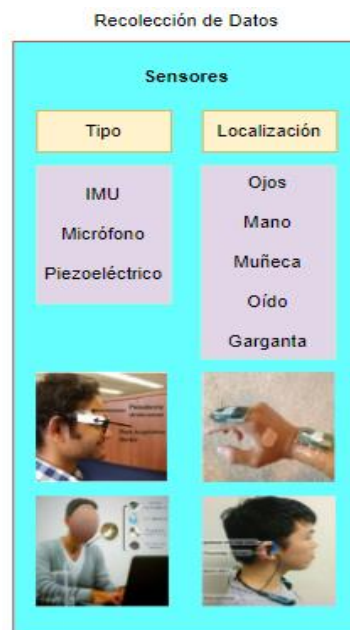 Recolección de Datos
Sensores
Tipo
Localización
IMU
Micrófono
Piezoeléctrico
Ojos
Mano
Muñeca
Oído
Garganta